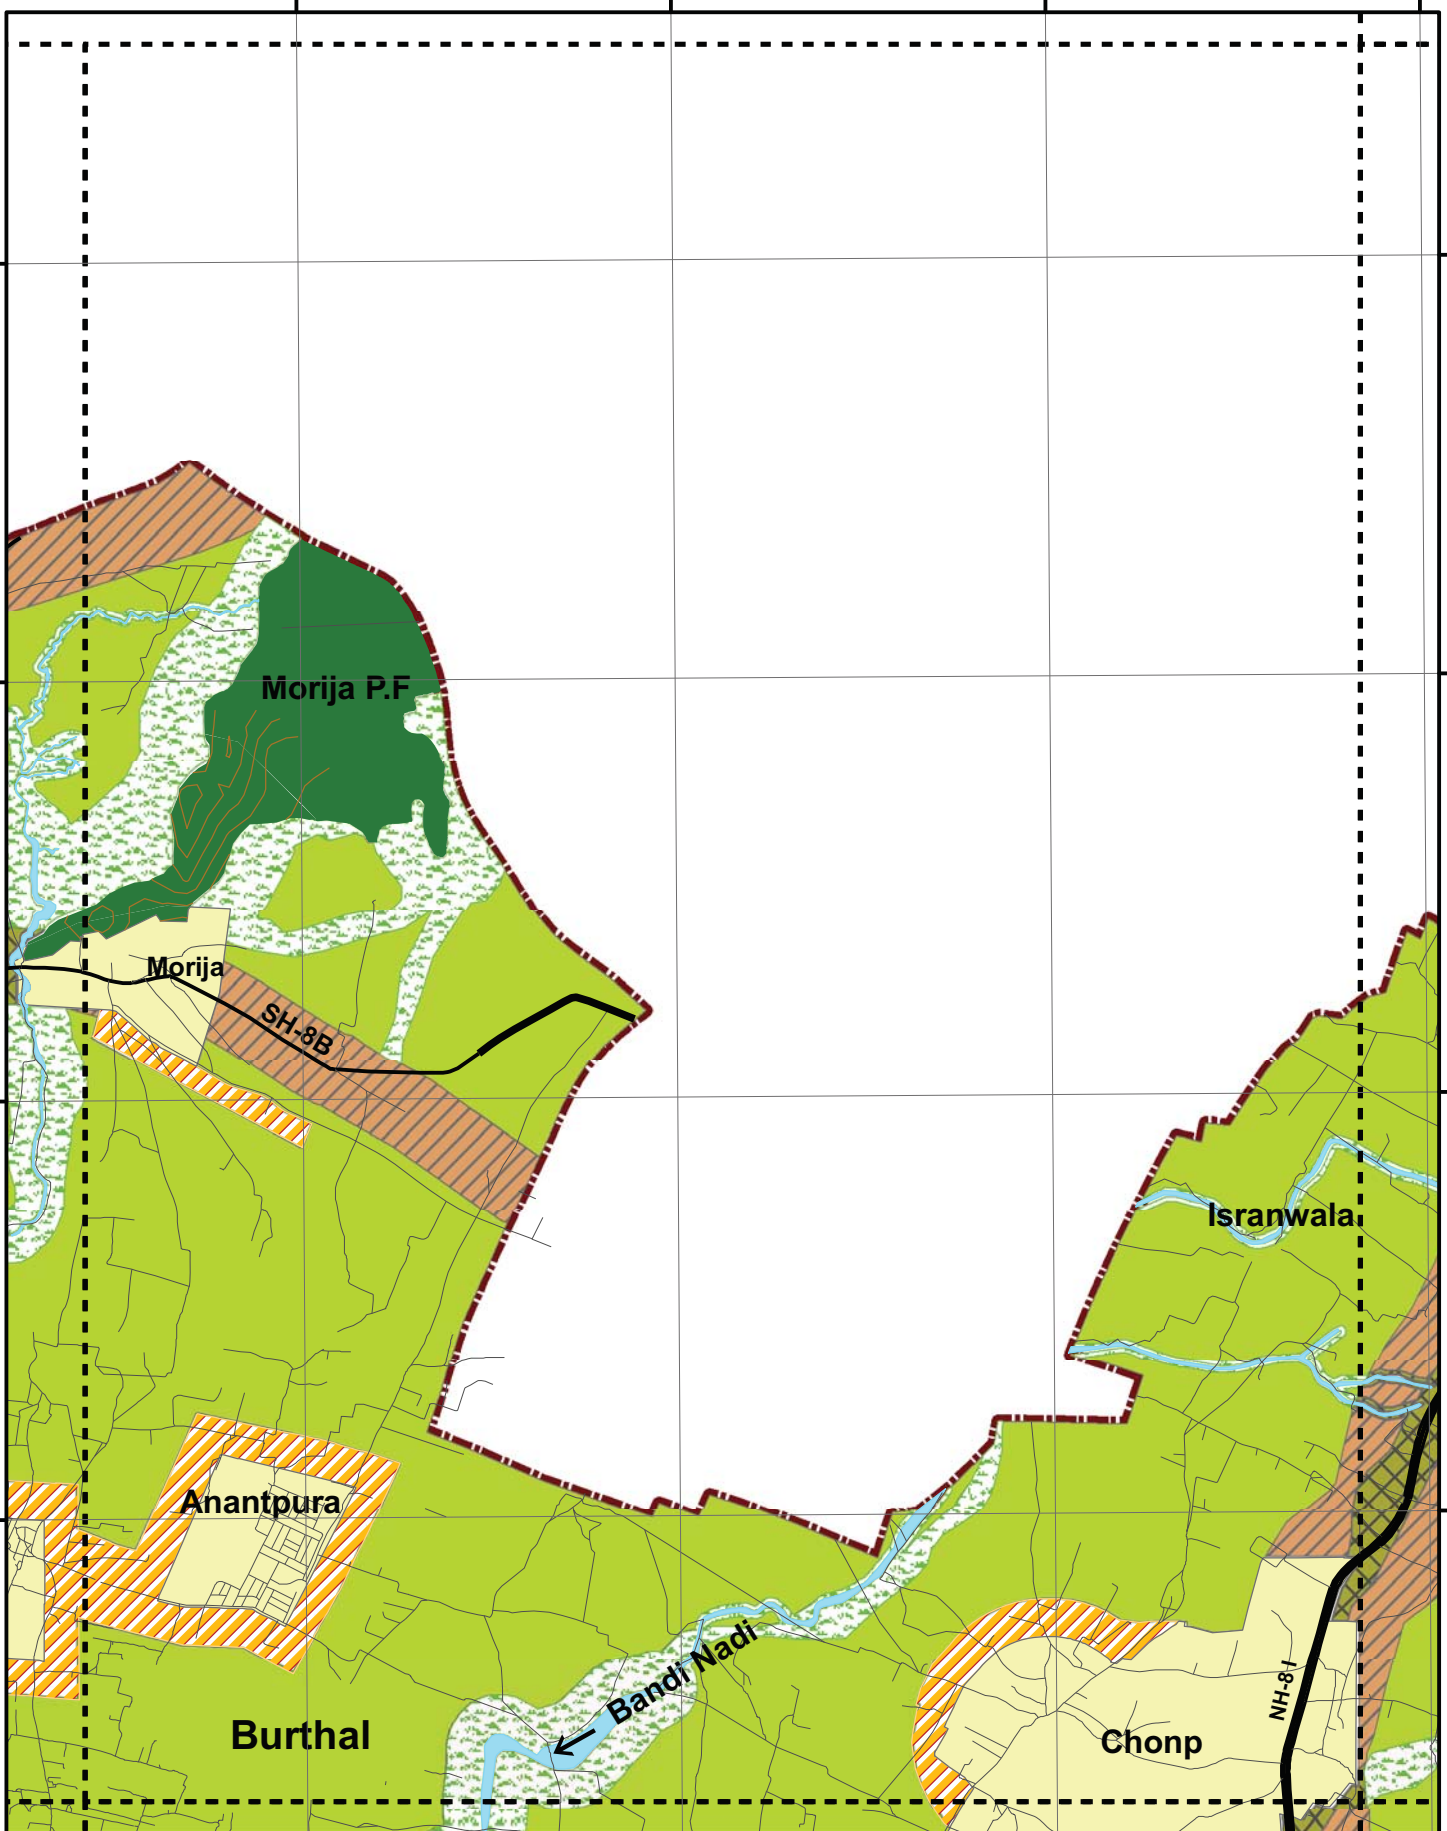 Morija P.F
Morija
SH-8B
Isranwala
Anantpura
Bandi Nadi
NH-8 I
Burthal
Chonp